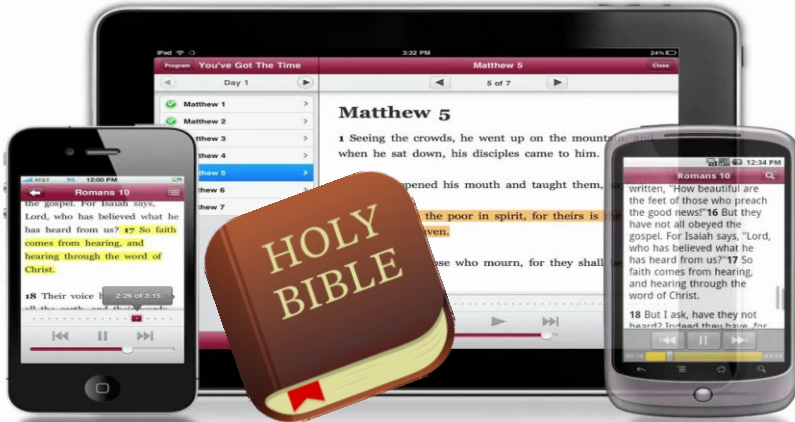 iPad
3:32 PM
24%
Program
You've Got The Time
Matthew 5
Close
Day 1
5 of 7
Matthew 1
Matthew 2
thew 3
thew 4
thew 5
thew 6
thew 7
Matthew 5
1 Seeing the crowds, he went up on the mountain, and
when he sat down, his disciples came to him.
opened his mouth and taught them,
the poor in spirit, for theirs is
who mourn, for they shall be
AT&T
12:00 PM
Romans 10
the gospel. For Isaiah says,
Lord, who has believed what he
has heard from us? 17 So faith
comes from hearing, and
hearing through the word of
Christ.
18 Their voice
2:26 of 3:15
HOLY
BIBLE
12:34 PM
Romans 10
written, "How beautiful are
the feet of those who preach
the good news!"16 But they
have not all obeyed the
gospel. For Isaiah says, "Lord,
who has believed what he
has heard from us?"17 So
faith comes from hearing,
and hearing through the
word of Christ.
18 But I ask, have they not
heard? Indeed they have, for